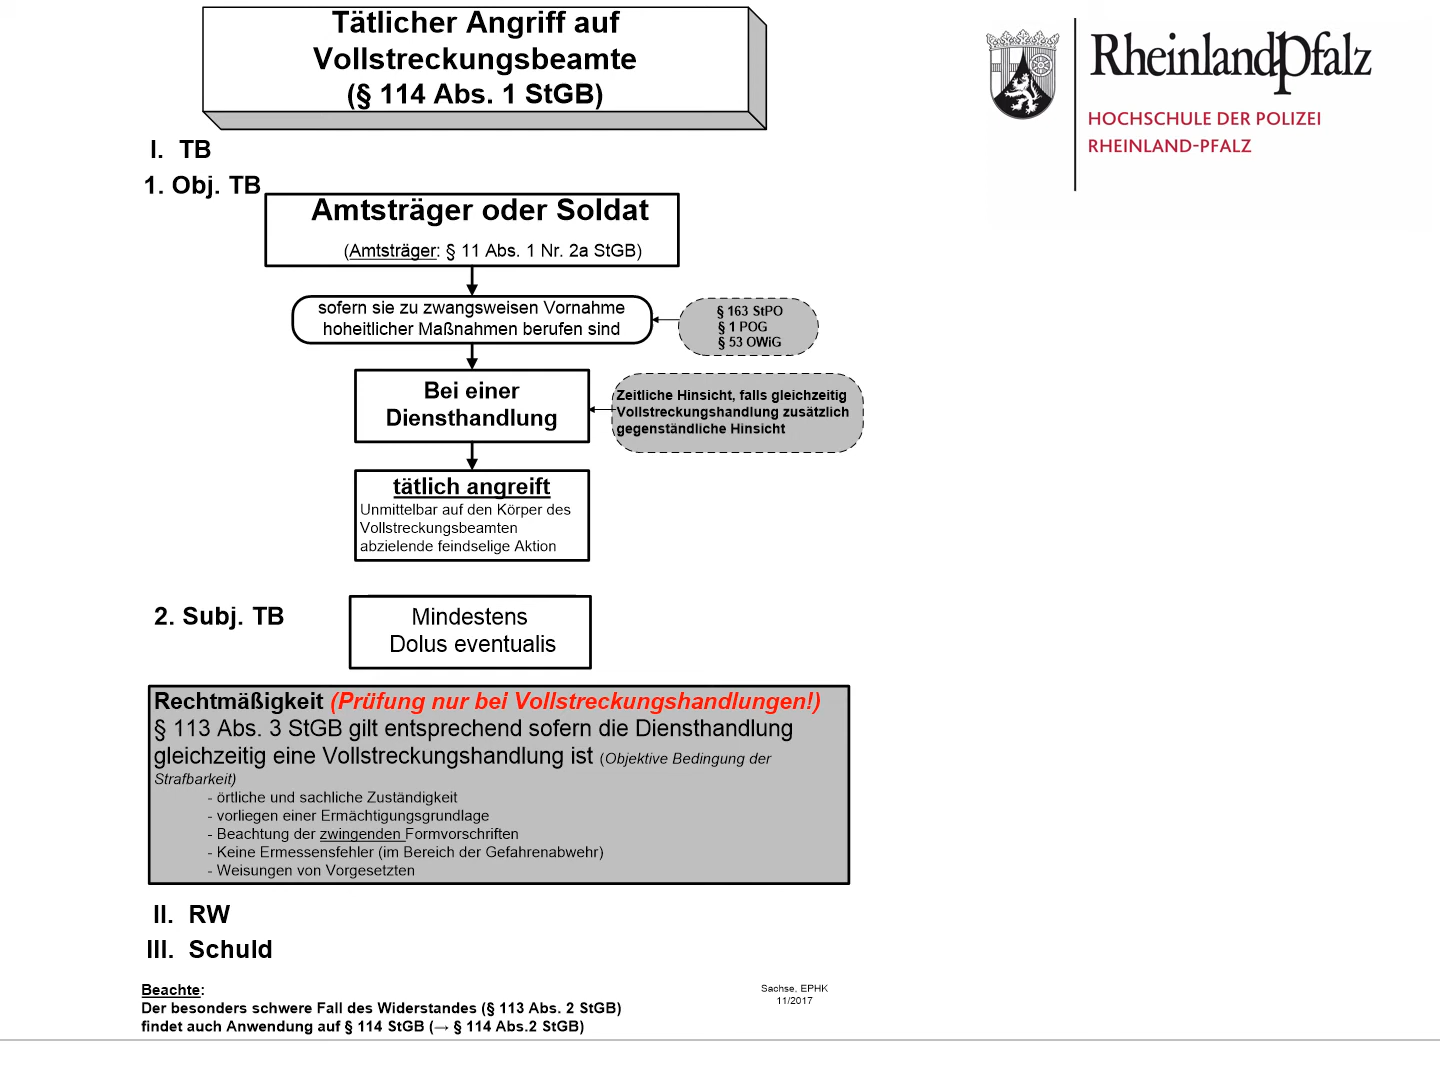 Tätlicher Angriff auf
Vollstreckungsbeamte
(§ 114 Abs. 1 StGB)
RheinlandPfalz
HOCHSCHULE DER POLIZEI
RHEINLAND-PFALZ
I. TB
1. Obj. TB
Amtsträger oder Soldat
(Amtsträger: § 11 Abs. 1 Nr. 2a StGB)
sofern sie zu zwangsweisen Vornahme
hoheitlicher Maßnahmen berufen sind
§ 163 StPO
§ 1 POG
§ 53 OWiG
Bei einer
Diensthandlung
Zeitliche Hinsicht, falls gleichzeitig
Vollstreckungshandlung zusätzlich
gegenständliche Hinsicht
tätlich angreift
Unmittelbar auf den Körper des
Vollstreckungsbeamten
abzielende feindselige Aktion
2. Subj. TB
Mindestens
Dolus eventualis
Rechtmäßigkeit (Prüfung nur bei Vollstreckungshandlungen!)
§ 113 Abs. 3 StGB gilt entsprechend sofern die Diensthandlung
gleichzeitig eine Vollstreckungshandlung ist (Objektive Bedingung der
Strafbarkeit)
- örtliche und sachliche Zuständigkeit
- vorliegen einer Ermächtigungsgrundlage
- Beachtung der zwingenden Formvorschriften
- Keine Ermessensfehler (im Bereich der Gefahrenabwehr)
- Weisungen von Vorgesetzten
II. RW
III. Schuld
Beachte:
Der besonders schwere Fall des Widerstandes (§ 113 Abs. 2 StGB)
findet auch Anwendung auf § 114 StGB (→ § 114 Abs.2 StGB)
Sachse, EPHK
11/2017